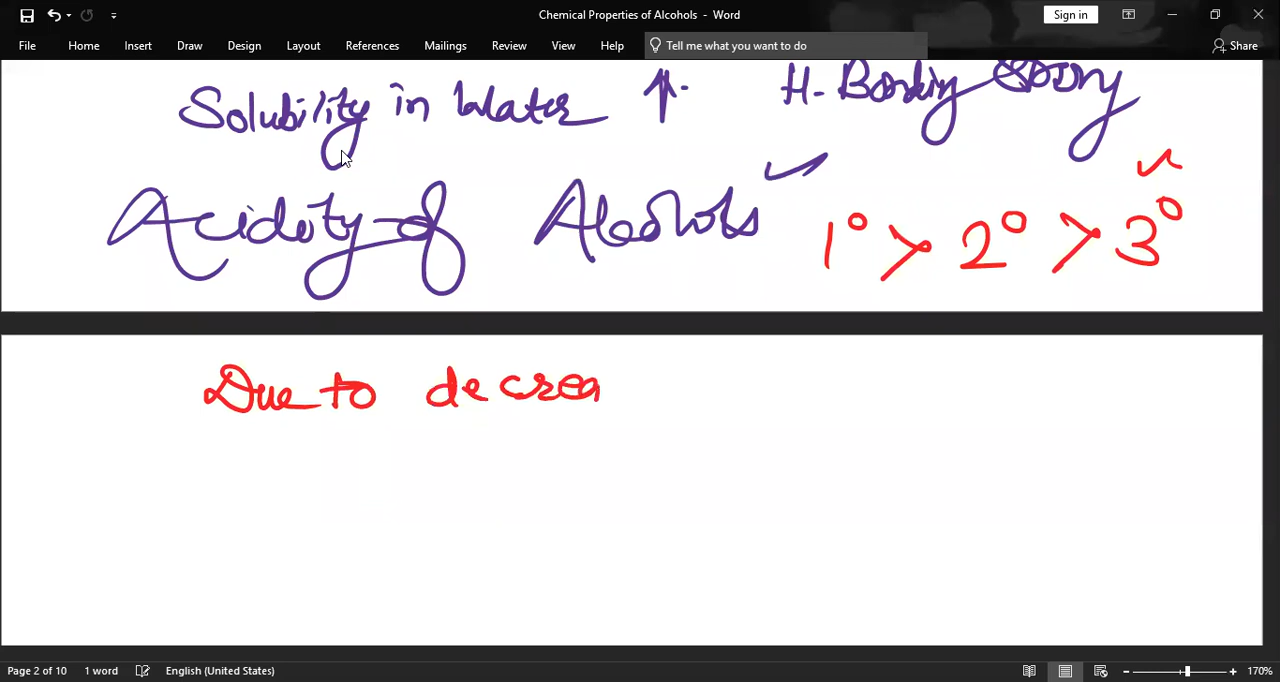 Chemical Properties of Alcohols - Word
Sign in
File Home Insert Draw Design Layout References Mailings Review View Help Tell me what you want to do Share
Solubility in Water ↑. H-Bonding
Acidity of Alcohols 1° > 2° > 3°
Due to decrea
Page 2 of 10 1 word English (United States) 170%